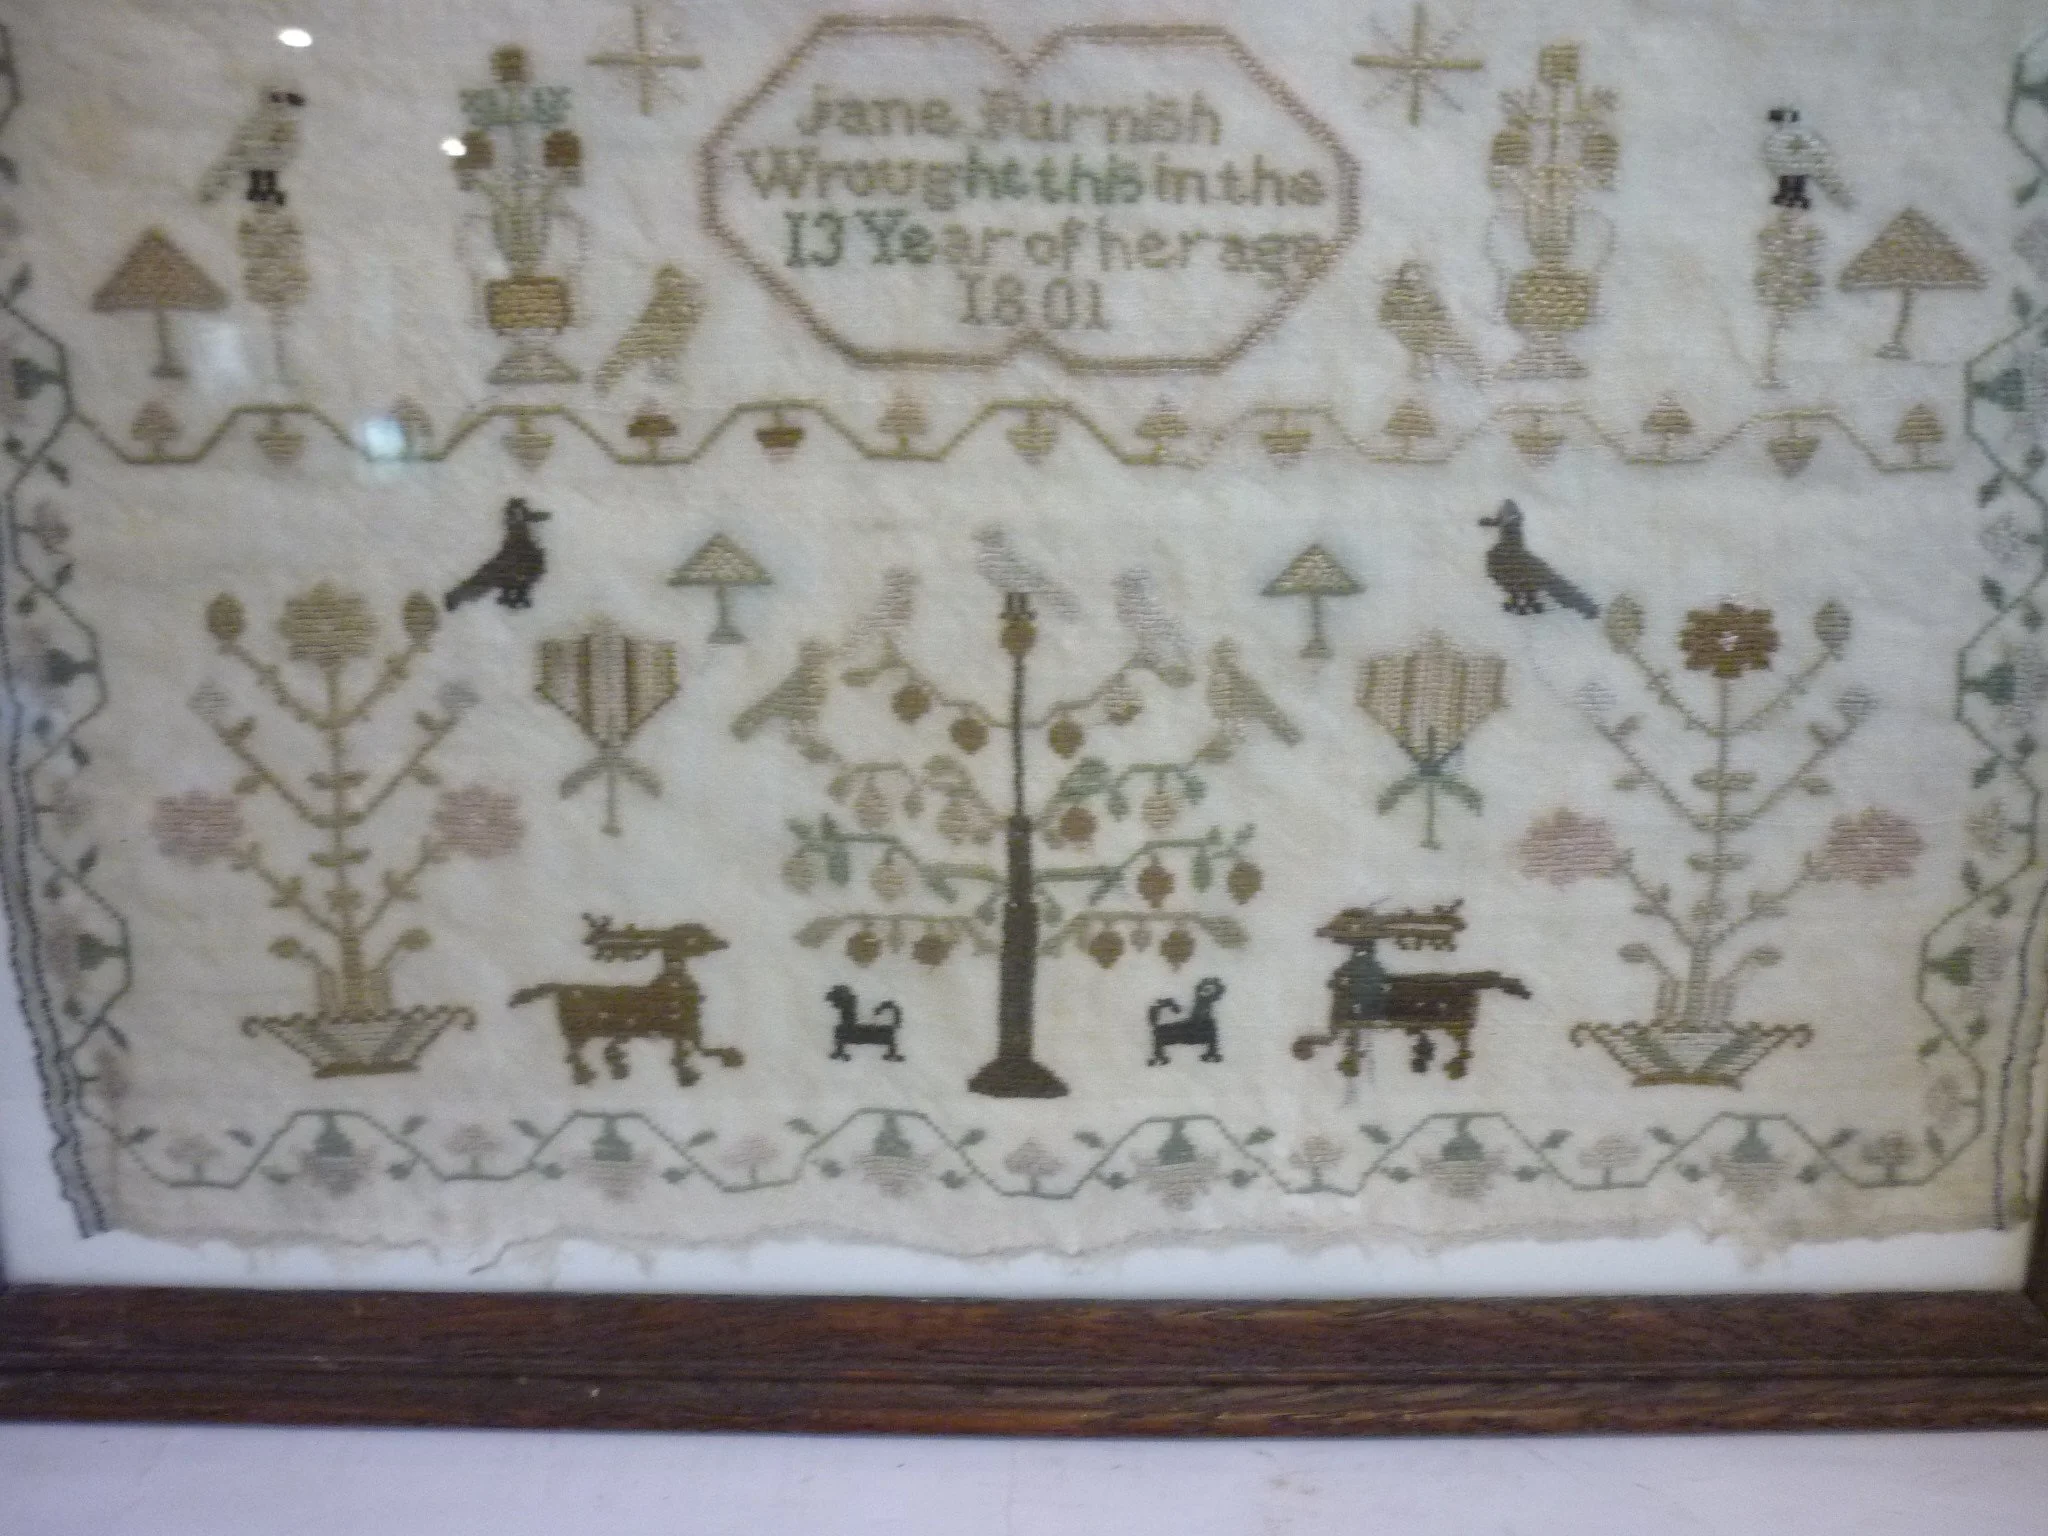 Jane Furnish
Wrought this in the
13 Year of her age
1801